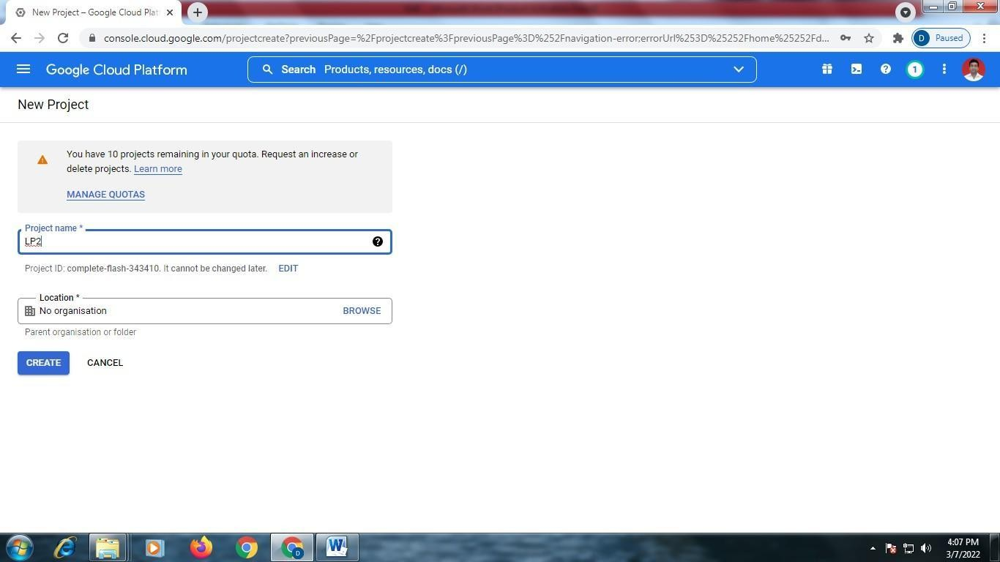 New Project – Google Cloud Plat
console.cloud.google.com/projectcreate?previousPage=%2Fprojectcreate%3FpreviousPage%3D%252Fnavigation-error;errorUrl%253D%25252Fhome%25252Fd...
D Paused
Google Cloud Platform
Search Products, resources, docs (/)
1
New Project
You have 10 projects remaining in your quota. Request an increase or
delete projects. Learn more
MANAGE QUOTAS
Project name *
LP2
Project ID: complete-flash-343410. It cannot be changed later. EDIT
Location *
No organisation BROWSE
Parent organisation or folder
CREATE CANCEL
4:07 PM
3/7/2022